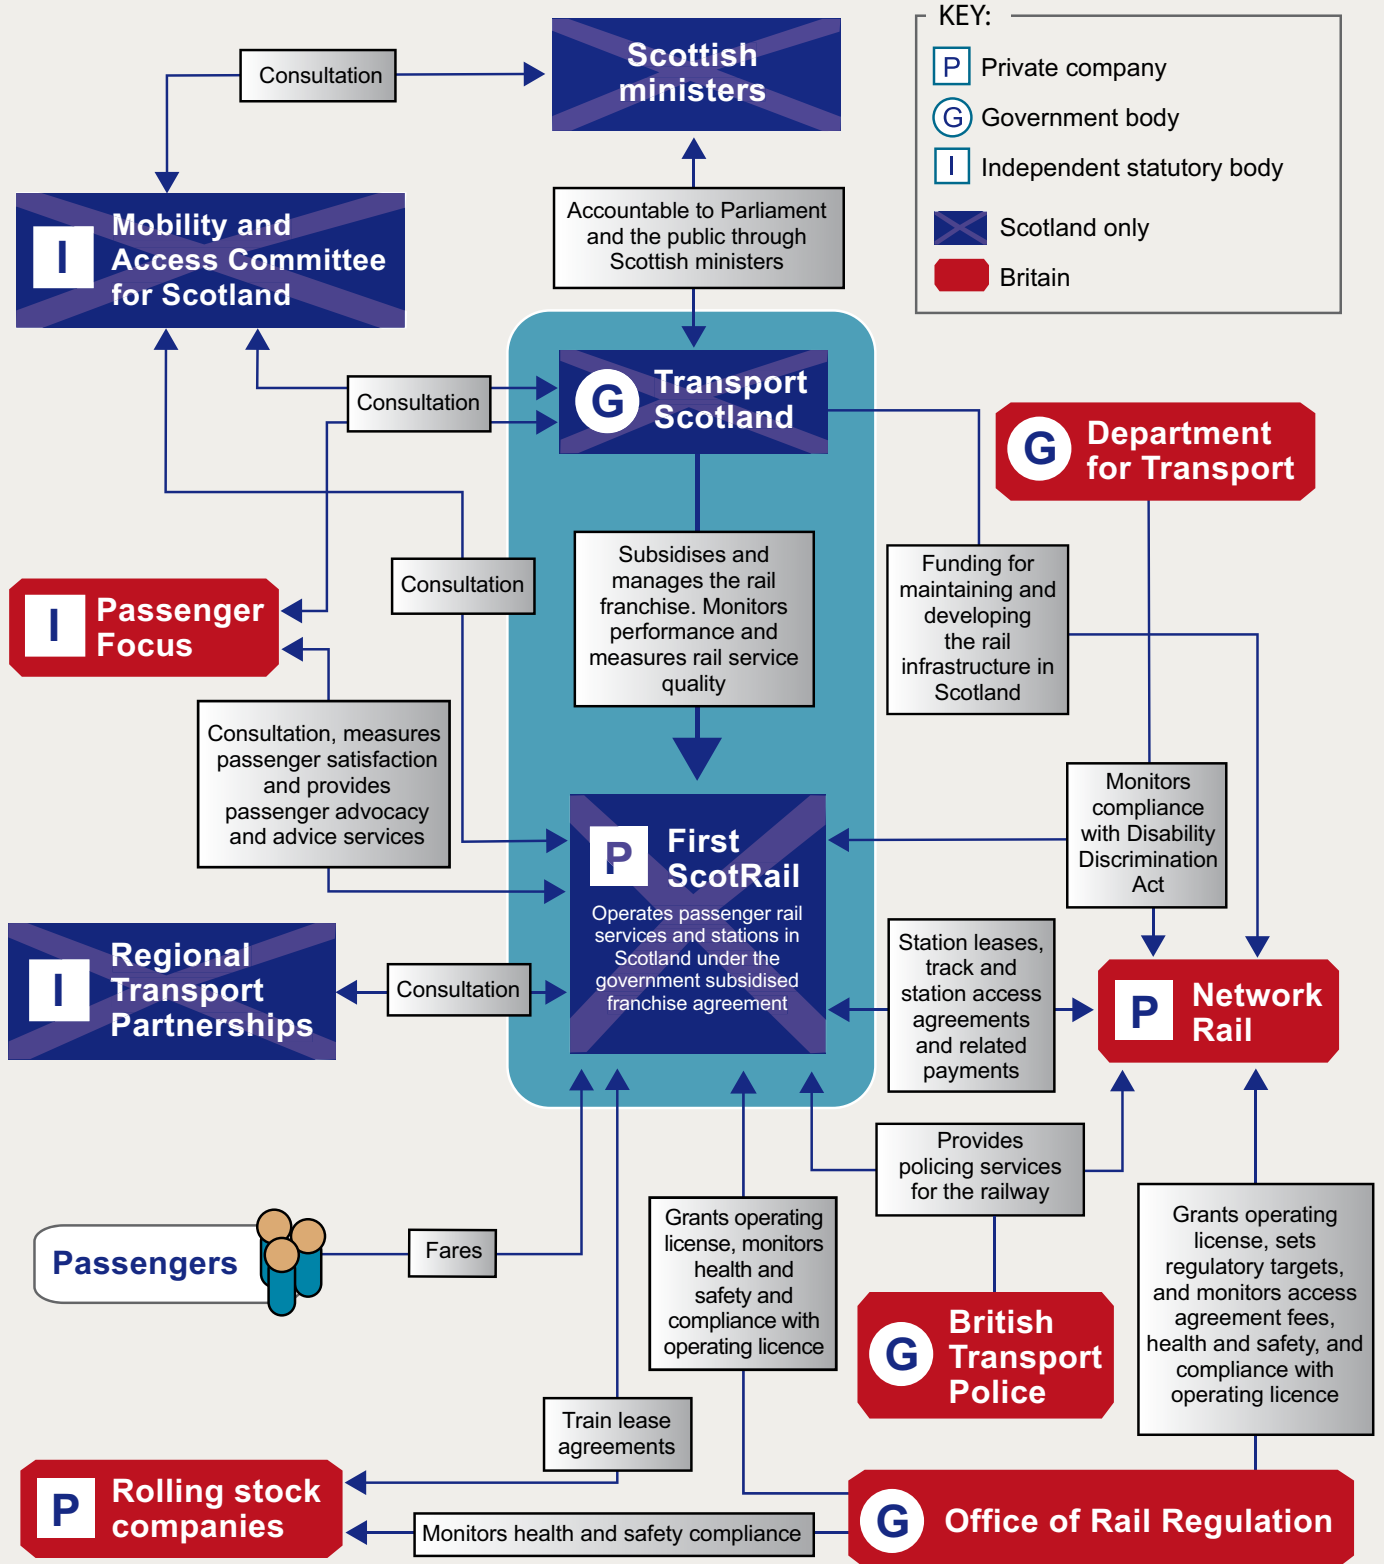 KEY:
P Private company
G Government body
I Independent statutory body
Scotland only
Britain
Consultation
Scottish
ministers
Accountable to Parliament
and the public through
Scottish ministers
I
Mobility and
Access Committee
for Scotland
Consultation
G
Transport
Scotland
G
Department
for Transport
Consultation
Subsidises and
manages the rail
franchise. Monitors
performance and
measures rail service
quality
Funding for
maintaining and
developing
the rail
infrastructure in
Scotland
I
Passenger
Focus
Consultation, measures
passenger satisfaction
and provides
passenger advocacy
and advice services
Monitors
compliance
with Disability
Discrimination
Act
P
First
ScotRail
Operates passenger rail
services and stations in
Scotland under the
government subsidised
franchise agreement
I
Regional
Transport
Partnerships
Consultation
Station leases,
track and
station access
agreements
and related
payments
P
Network
Rail
Provides
policing services
for the railway
Passengers
Fares
Grants operating
license, monitors
health and
safety and
compliance with
operating licence
Grants operating
license, sets
regulatory targets,
and monitors access
agreement fees,
health and safety, and
compliance with
operating licence
G
British
Transport
Police
Train lease
agreements
P
Rolling stock
companies
Monitors health and safety compliance
G
Office of Rail Regulation